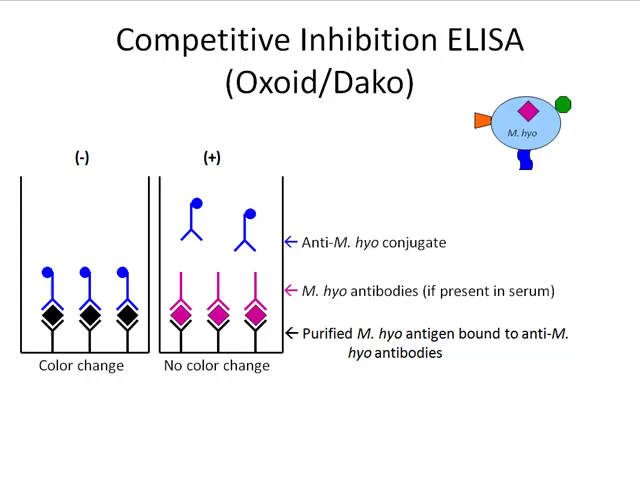 Competitive Inhibition ELISA
(Oxoid/Dako)
M. hyo
(-)
(+)
← Anti-M. hyo conjugate
← M. hyo antibodies (if present in serum)
← Purified M. hyo antigen bound to anti-M.
hyo antibodies
Color change
No color change